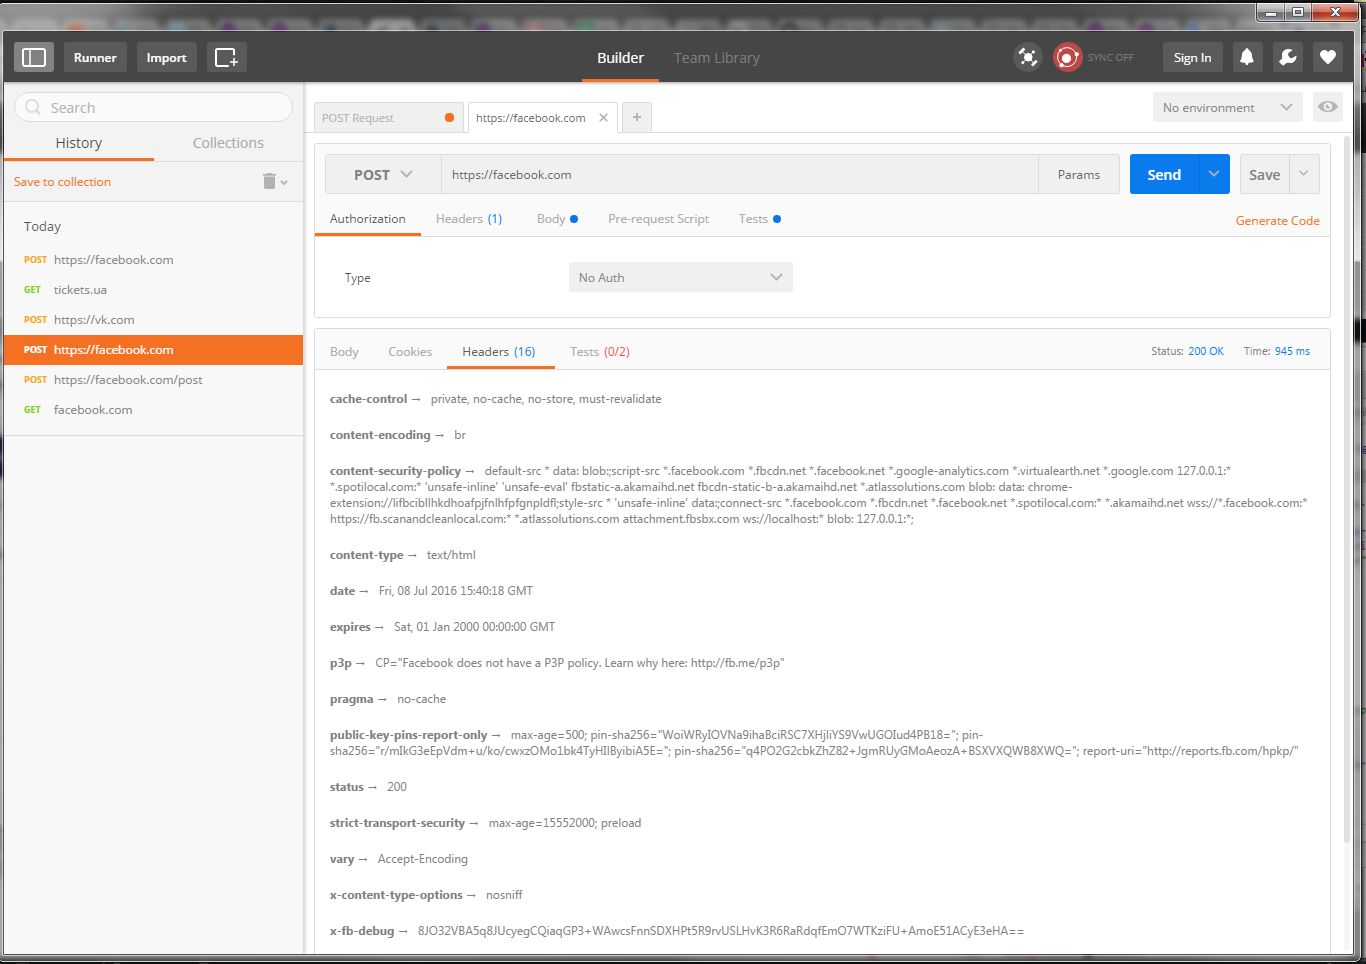 Runner
Import
Builder
Team Library
SYNC OFF
Sign In
Search
History
Collections
Save to collection
Today
POST https://facebook.com
GET tickets.ua
POST https://vk.com
POST https://facebook.com
POST https://facebook.com/post
GET facebook.com
POST Request
https://facebook.com
No environment
POST
https://facebook.com
Params
Send
Save
Authorization
Headers (1)
Body
Pre-request Script
Tests
Generate Code
Type
No Auth
Body
Cookies
Headers (16)
Tests (0/2)
Status: 200 OK
Time: 945 ms
cache-control → private, no-cache, no-store, must-revalidate
content-encoding → br
content-security-policy → default-src * data: blob:;script-src *.facebook.com *.fbcdn.net *.facebook.net *.google-analytics.com *.virtualearth.net *.google.com 127.0.0.1:*
*.spotilocal.com:* 'unsafe-inline' 'unsafe-eval' fbstatic-a.akamaihd.net fbcdn-static-b-a.akamaihd.net *.atlassolutions.com blob: data: chrome-
extension://lifbcibllhkdhoafpjfnlhfpfgnpldfl;style-src * 'unsafe-inline' data:;connect-src *.facebook.com *.fbcdn.net *.facebook.net *.spotilocal.com:* *.akamaihd.net wss://*.facebook.com:*
https://fb.scanandcleanlocal.com:* *.atlassolutions.com attachment.fbsbx.com ws://localhost:* blob: 127.0.0.1:*;
content-type → text/html
date → Fri, 08 Jul 2016 15:40:18 GMT
expires → Sat, 01 Jan 2000 00:00:00 GMT
p3p → CP="Facebook does not have a P3P policy. Learn why here: http://fb.me/p3p"
pragma → no-cache
public-key-pins-report-only → max-age=500; pin-sha256="WoiWRyIOVNa9ihaBciRSC7XHjliYS9VwUGOIud4PB18="; pin-
sha256="r/mIkG3eEpVdm+u/ko/cwxzOMo1bk4TyHIlByibiA5E="; pin-sha256="q4PO2G2cbkZhZ82+JgmRUyGMoAeozA+BSXVXQWB8XWQ="; report-uri="http://reports.fb.com/hpkp/"
status → 200
strict-transport-security → max-age=15552000; preload
vary → Accept-Encoding
x-content-type-options → nosniff
x-fb-debug → 8JO32VBA5q8JUcyegCQiaqGP3+WAwcsFnnSDXHPt5R9rvUSLHvK3R6RaRdqfEmO7WTKziFU+AmoE51ACyE3eHA==